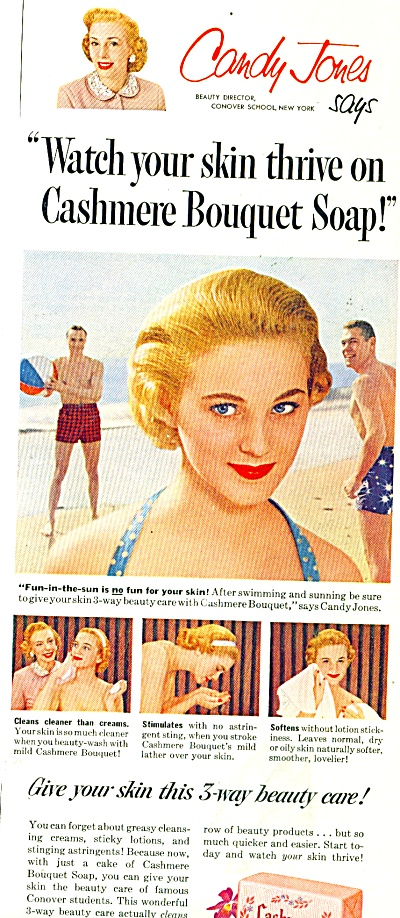 Candy Jones
BEAUTY DIRECTOR,
CONOVER SCHOOL, NEW YORK
says
“Watch your skin thrive on
Cashmere Bouquet Soap!”
“Fun-in-the-sun is no fun for your skin! After swimming and sunning be sure
to give your skin 3-way beauty care with Cashmere Bouquet,” says Candy Jones.
Cleans cleaner than creams.
Your skin is so much cleaner
when you beauty-wash with
mild Cashmere Bouquet!
Stimulates with no astrin-
gent sting, when you stroke
Cashmere Bouquet's mild
lather over your skin.
Softens without lotion stick-
iness. Leaves normal, dry
or oily skin naturally softer,
smoother, lovelier!
Give your skin this 3-way beauty care!
You can forget about greasy cleans-
ing creams, sticky lotions, and
stinging astringents! Because now,
with just a cake of Cashmere
Bouquet Soap, you can give your
skin the beauty care of famous
Conover students. This wonderful
3-way beauty care actually cleans
row of beauty products . . . but so
much quicker and easier. Start to-
day and watch your skin thrive!
Cash